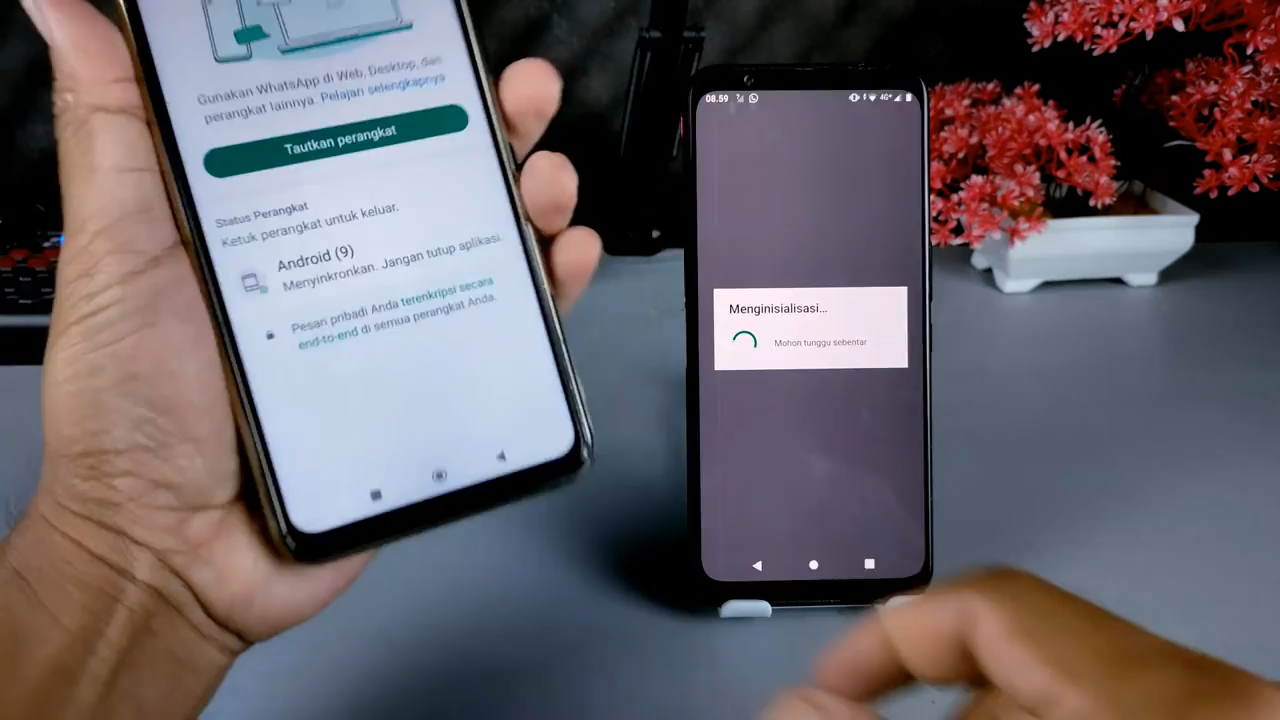 Gunakan WhatsApp di Web, Desktop, dan
perangkat lainnya. Pelajari selengkapnya
Tautkan perangkat
Status Perangkat
Ketuk perangkat untuk keluar.
Android (9)
Menyinkronkan. Jangan tutup aplikasi.
Pesan pribadi Anda terenkripsi secara
end-to-end di semua perangkat Anda.
08.59
4G+
Menginisialisasi...
Mohon tunggu sebentar